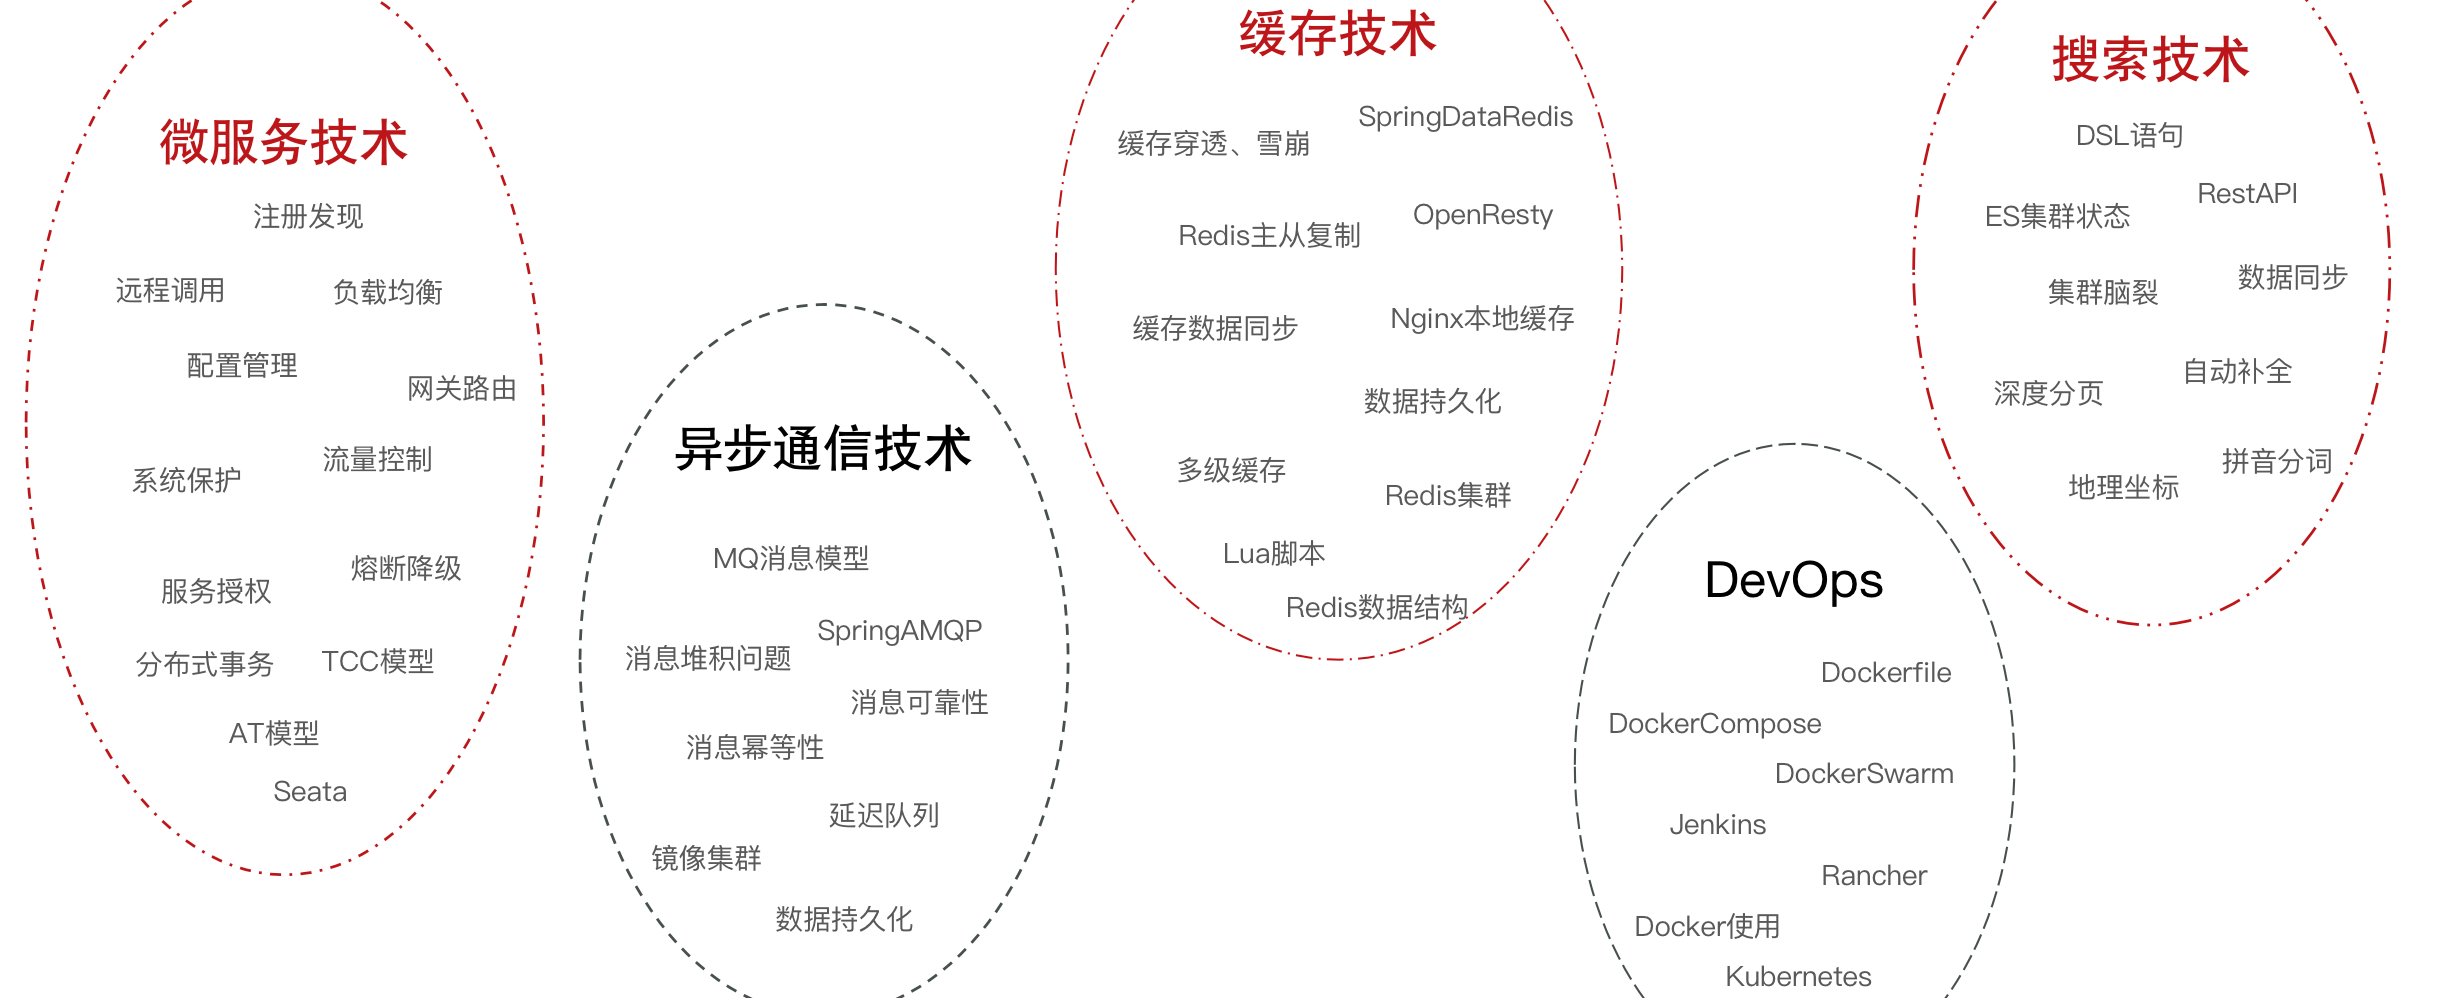 微服务技术
注册发现
远程调用
负载均衡
配置管理
网关路由
流量控制
系统保护
熔断降级
服务授权
分布式事务
TCC模型
AT模型
Seata
异步通信技术
MQ消息模型
SpringAMQP
消息堆积问题
消息可靠性
消息幂等性
延迟队列
镜像集群
数据持久化
缓存技术
SpringDataRedis
缓存穿透、雪崩
OpenResty
Redis主从复制
Nginx本地缓存
缓存数据同步
数据持久化
多级缓存
Redis集群
Lua脚本
Redis数据结构
DevOps
Dockerfile
DockerCompose
DockerSwarm
Jenkins
Rancher
Docker使用
Kubernetes
搜索技术
DSL语句
RestAPI
ES集群状态
数据同步
集群脑裂
自动补全
深度分页
拼音分词
地理坐标